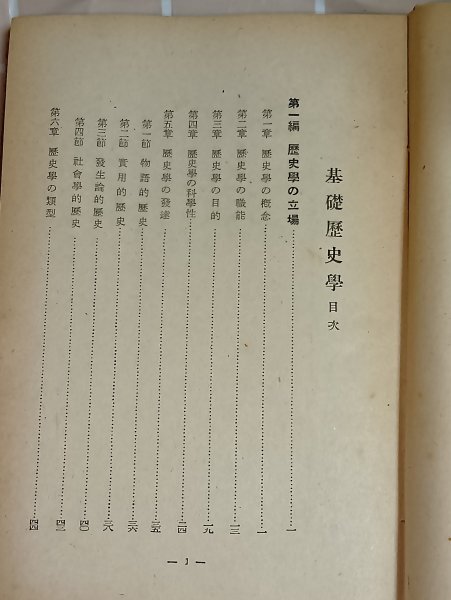 基礎歷史學 目次
第一編 歷史學の立場……一
第一章 歷史學の概念……一
第二章 歷史學の職能……一三
第三章 歷史學の目的……一九
第四章 歷史學の科學性……二四
第五章 歷史學の發達……三五
第一節 物語的歷史……三六
第二節 實用的歷史……三八
第三節 發生論的歷史……四〇
第四節 社會學的歷史……四二
第六章 歷史學の類型……四四
— 1 —